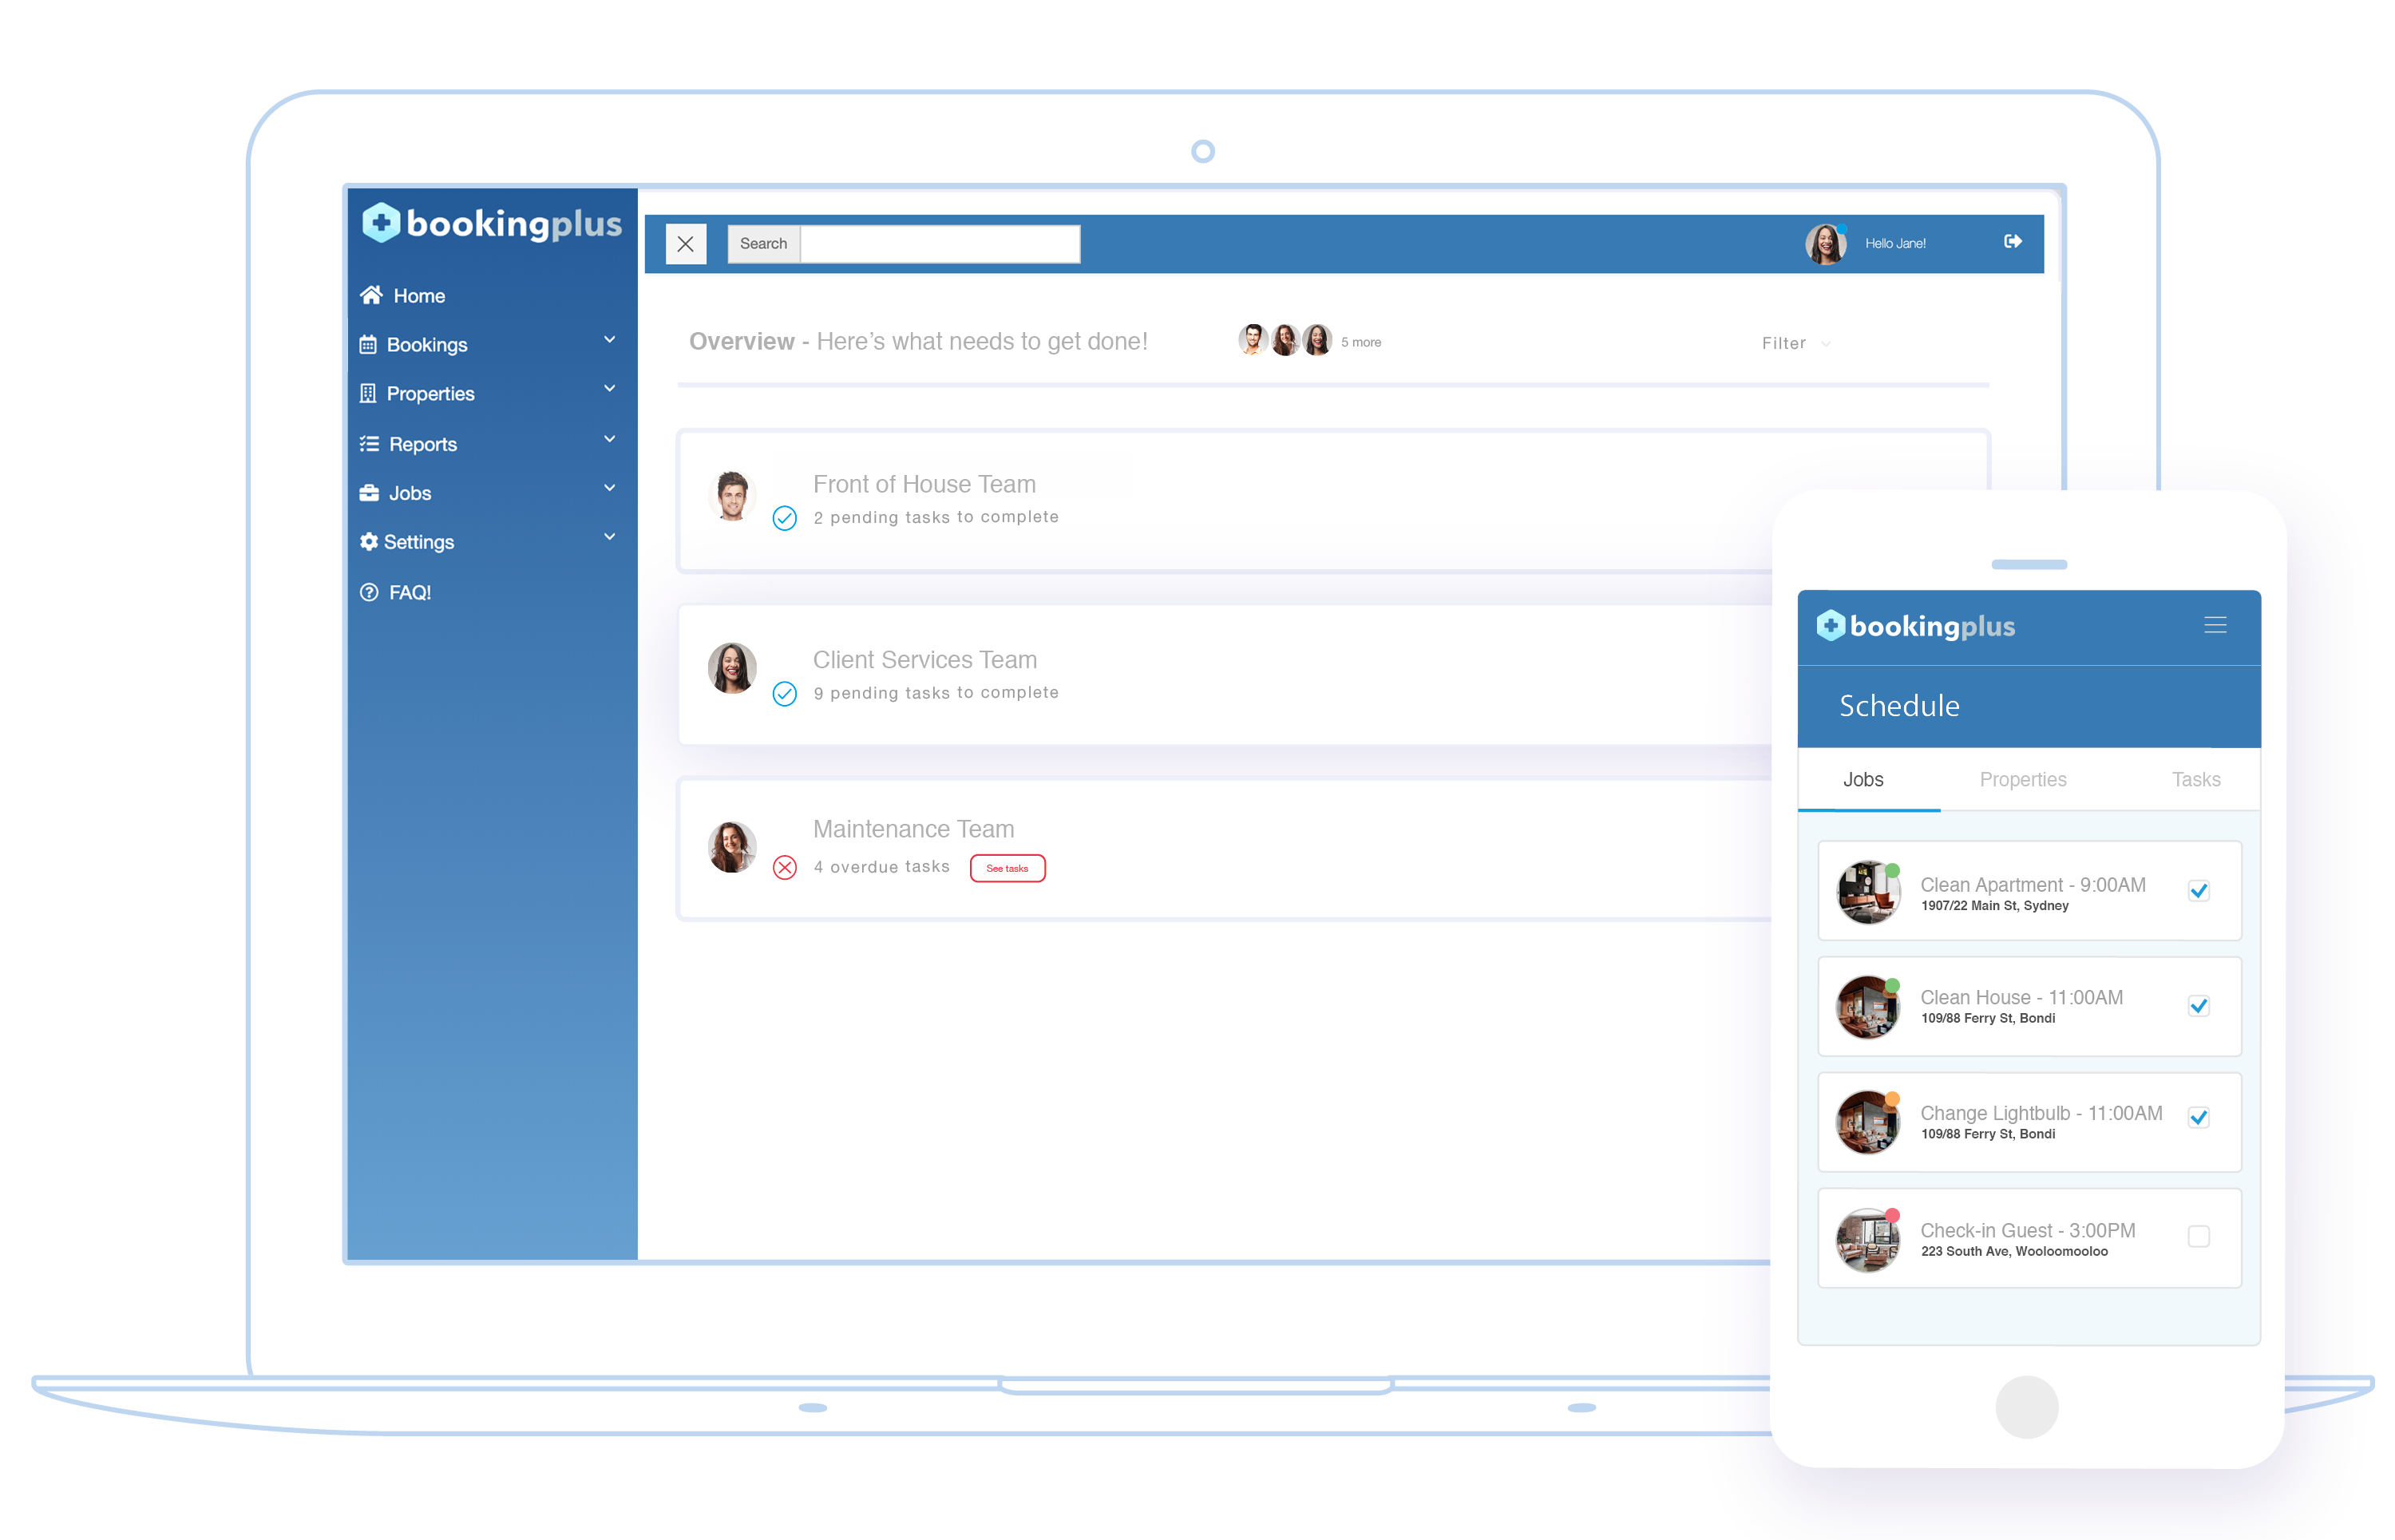 bookingplus
Home
Bookings
Properties
Reports
Jobs
Settings
FAQ!
Search
Hello Jane!
Overview - Here’s what needs to get done!
5 more
Filter
Front of House Team
2 pending tasks to complete
Client Services Team
9 pending tasks to complete
Maintenance Team
4 overdue tasks
See tasks
bookingplus
Schedule
Jobs Properties Tasks
Clean Apartment - 9:00AM
1907/22 Main St, Sydney
Clean House - 11:00AM
109/88 Ferry St, Bondi
Change Lightbulb - 11:00AM
109/88 Ferry St, Bondi
Check-in Guest - 3:00PM
223 South Ave, Wooloomooloo